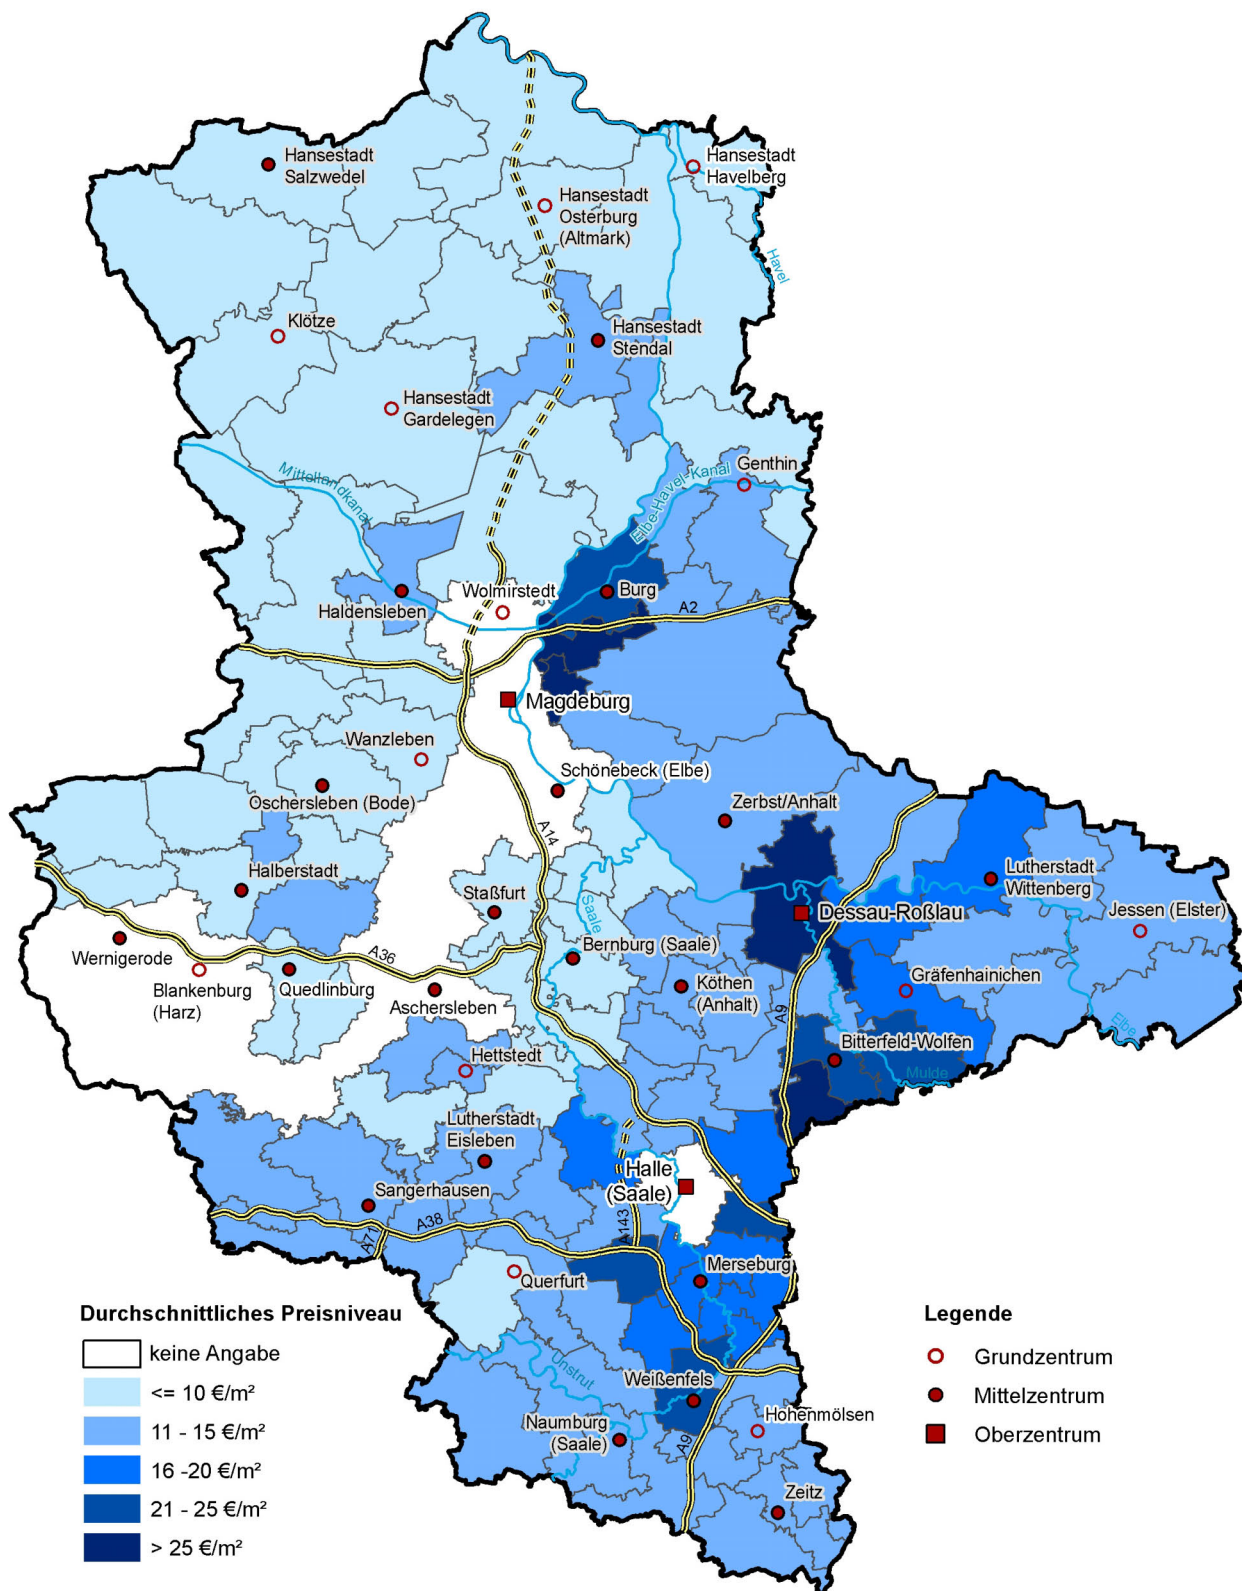 Hansestadt
Salzwedel
Hansestadt
Havelberg
Hansestadt
Osterburg
(Altmark)
Havel
Klötze
Hansestadt
Stendal
Hansestadt
Gardelegen
Genthin
Mittellandkanal
Elbe-Havel-Kanal
Wolmirstedt
Burg
A2
Haldensleben
Magdeburg
Wanzleben
Schönebeck (Elbe)
Oschersleben (Bode)
Zerbst/Anhalt
A14
Halberstadt
Staßfurt
Saale
Lutherstadt
Wittenberg
Dessau-Roßlau
Jessen (Elster)
Wernigerode
A36
Bernburg (Saale)
Blankenburg
(Harz)
Quedlinburg
Aschersleben
Köthen
(Anhalt)
Gräfenhainichen
A9
Elbe
Bitterfeld-Wolfen
Mulde
Hettstedt
Lutherstadt
Eisleben
Halle
(Saale)
Sangerhausen
A38
A71
A143
Merseburg
Querfurt
Unstrut
Weißenfels
Naumburg
(Saale)
A9
Hohenmölsen
Zeitz
Durchschnittliches Preisniveau
keine Angabe
<= 10 €/m²
11 - 15 €/m²
16 -20 €/m²
21 - 25 €/m²
> 25 €/m²
Legende
Grundzentrum
Mittelzentrum
Oberzentrum